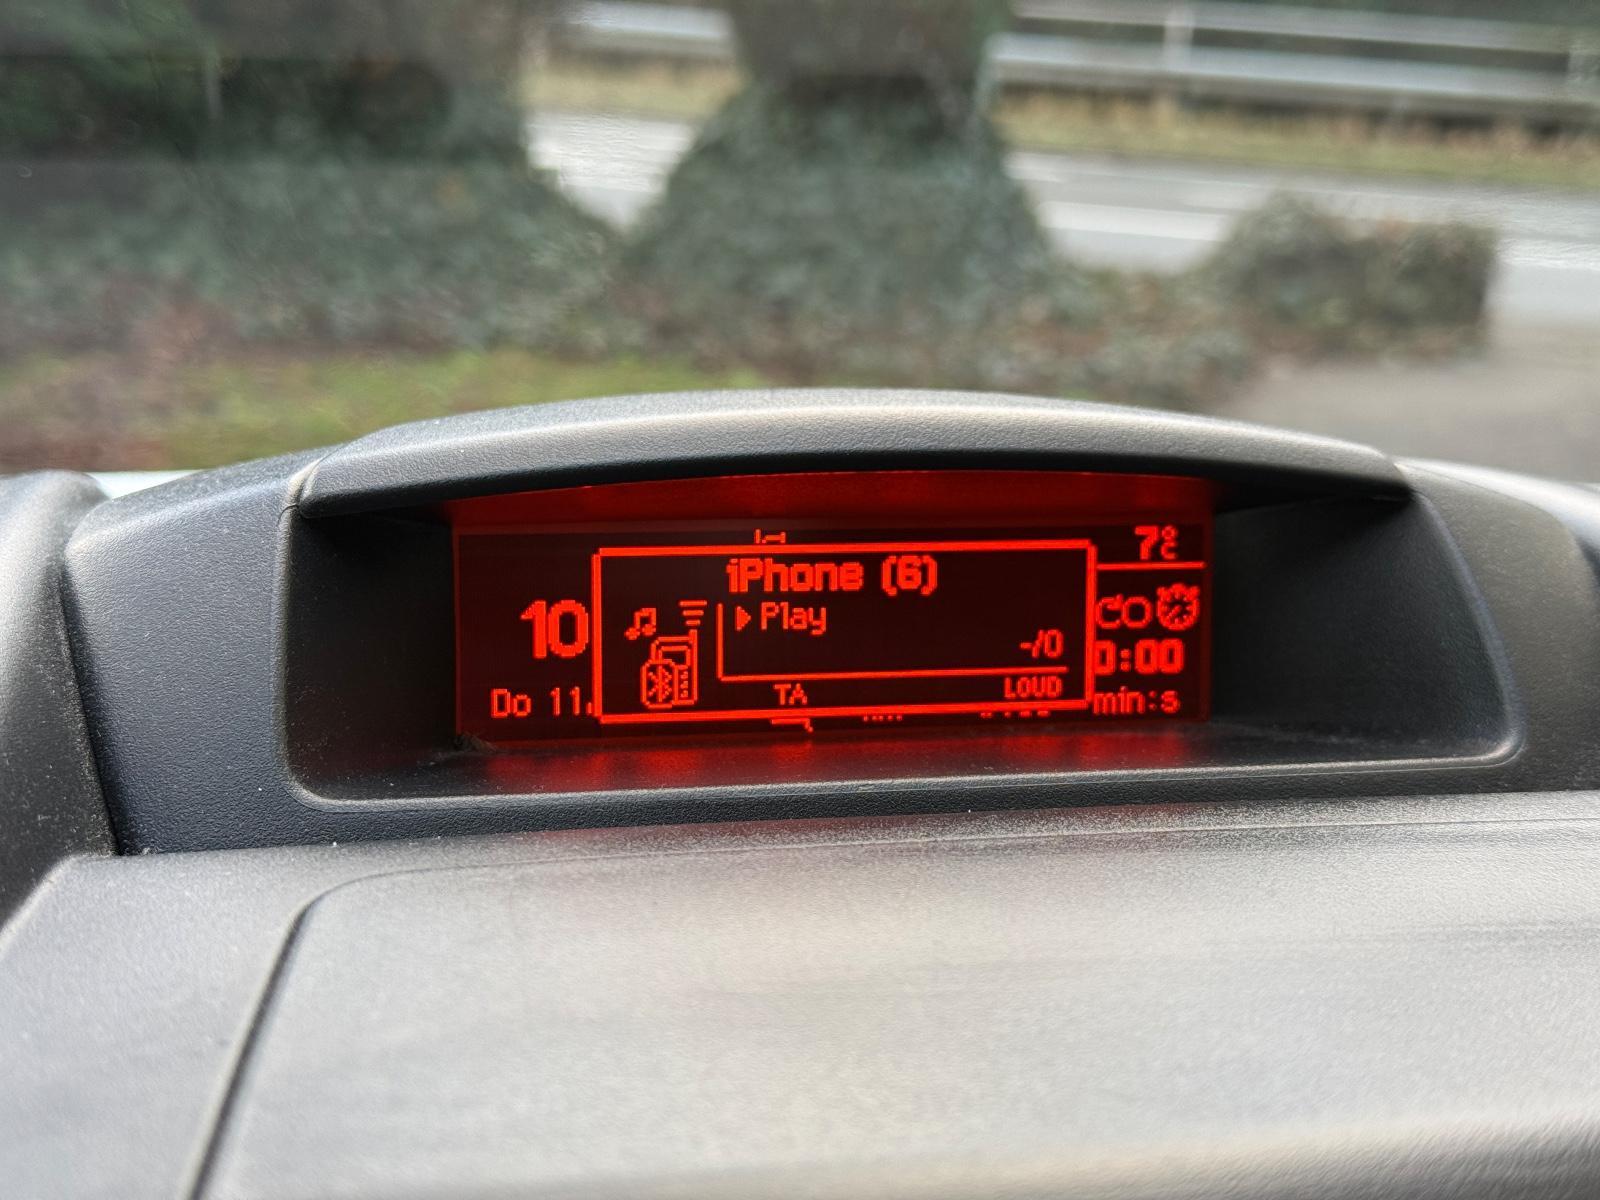 7°C
iPhone (6)
Play
10
-/0
0:00
Do 11.
TA
LOUD
min:s